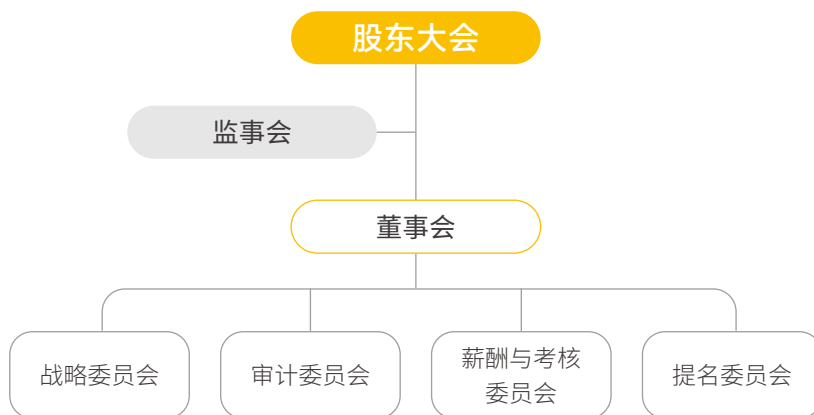 股东大会
监事会
董事会
战略委员会
审计委员会
薪酬与考核
委员会
提名委员会